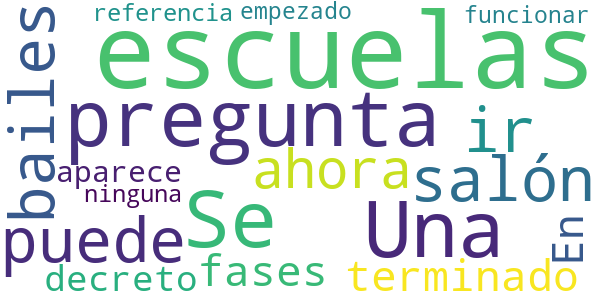 referencia empezado funcionar
escuelas
bailes
pregunta ir
aparece ahora salón
ninguna
puede Se Una En
decreto fases terminado